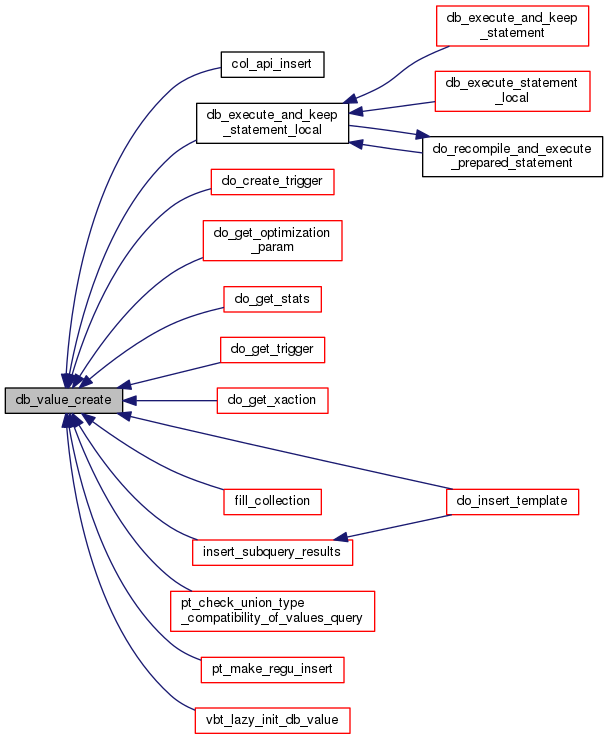 db_execute_and_keep
_statement
col_api_insert
db_execute_statement
_local
db_execute_and_keep
_statement_local
do_recompile_and_execute
_prepared_statement
do_create_trigger
do_get_optimization
_param
do_get_stats
do_get_trigger
db_value_create
do_get_xaction
fill_collection
do_insert_template
insert_subquery_results
pt_check_union_type
_compatibility_of_values_query
pt_make_regu_insert
vbt_lazy_init_db_value